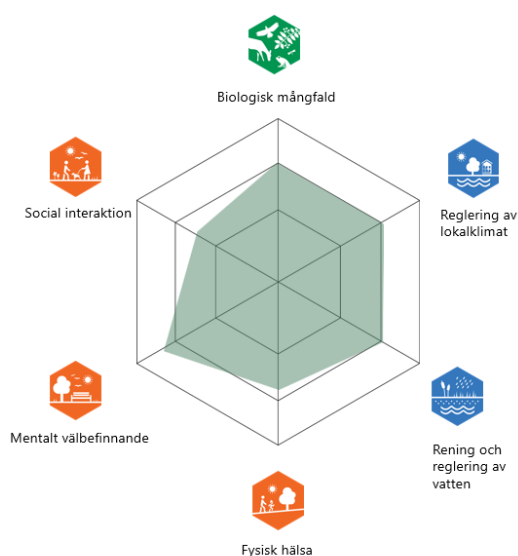 Biologisk mångfald
Social interaktion
Reglering av
lokalklimat
Mentalt välbefinnande
Rening och
reglering av
vatten
Fysisk hälsa